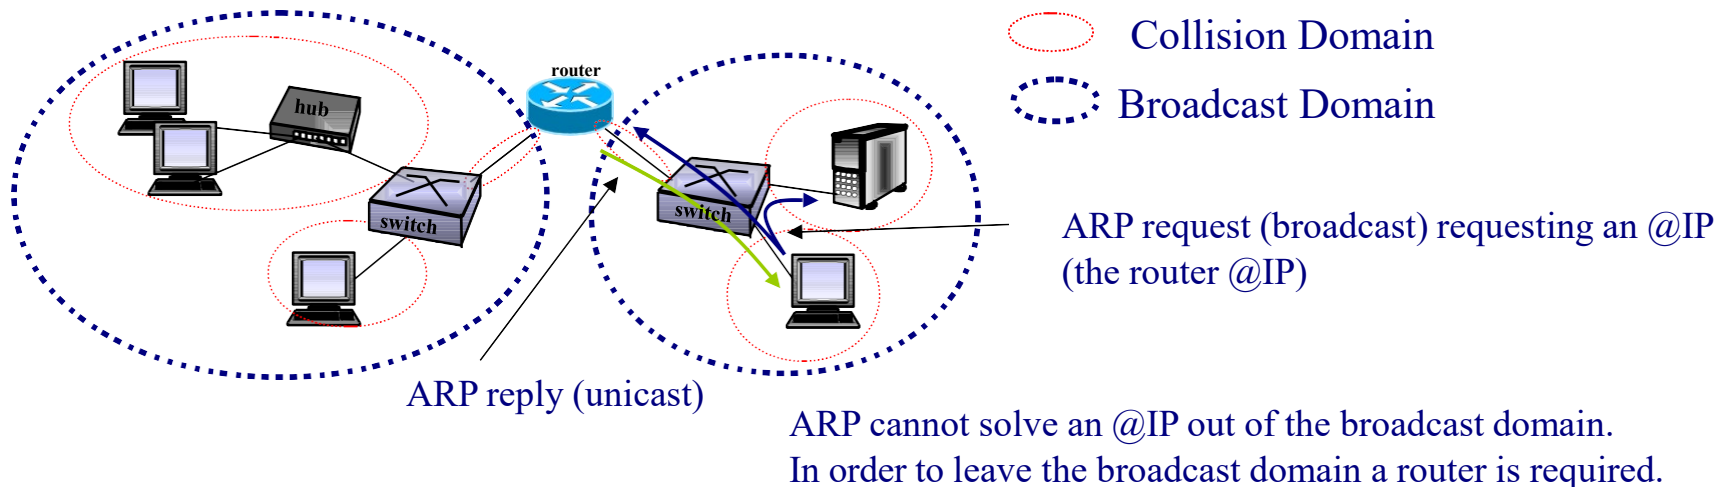 router
Collision Domain
hub
Broadcast Domain
switch
switch
ARP request (broadcast) requesting an @IP
(the router @IP)
ARP reply (unicast)
ARP cannot solve an @IP out of the broadcast domain.
In order to leave the broadcast domain a router is required.